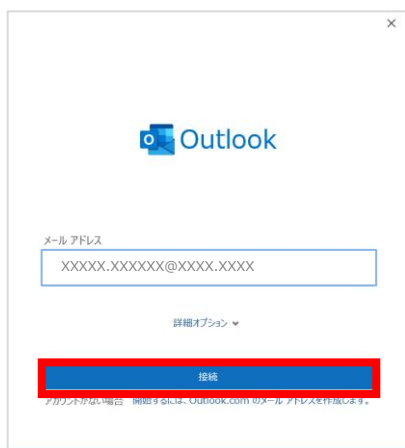 Outlook
メール アドレス
XXXXX.XXXXXX@XXXX.XXXX
詳細オプション
接続
アカウントがない場合 開始するには、Outlook.com のメール アドレスを作成します。